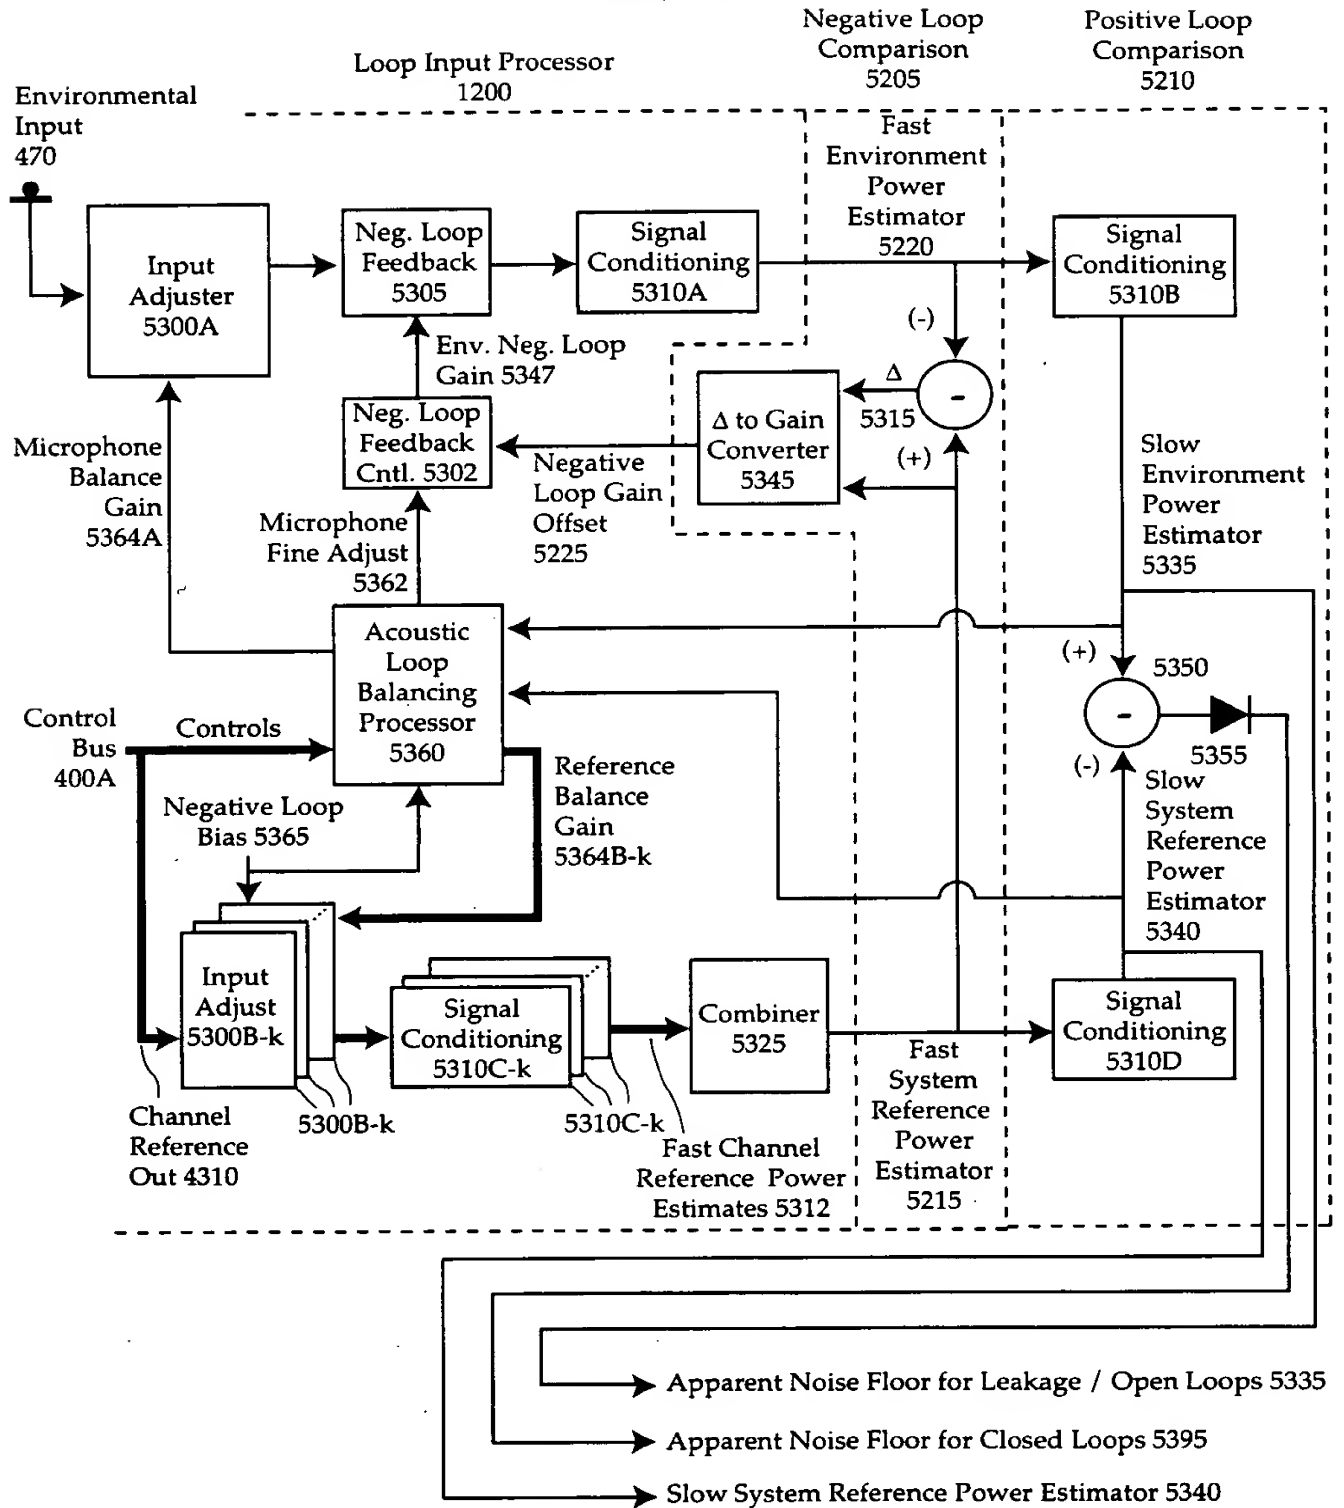 Negative Loop
Comparison
5205
Positive Loop
Comparison
5210
Loop Input Processor
1200
Environmental
Input
470
Fast
Environment
Power
Estimator
5220
Input
Adjuster
5300A
Neg. Loop
Feedback
5305
Signal
Conditioning
5310A
Signal
Conditioning
5310B
(-)
Env. Neg. Loop
Gain 5347
Δ
5315
-
Δ to Gain
Converter
5345
(+)
Neg. Loop
Feedback
Cntl. 5302
Microphone
Balance
Gain
5364A
Negative
Loop Gain
Offset
5225
Slow
Environment
Power
Estimator
5335
Microphone
Fine Adjust
5362
Acoustic
Loop
Balancing
Processor
5360
(+)
5350
-
5355
(-)
Control
Bus
400A
Controls
Reference
Balance
Gain
5364B-k
Slow
System
Reference
Power
Estimator
5340
Negative Loop
Bias 5365
Input
Adjust
5300B-k
Signal
Conditioning
5310C-k
Combiner
5325
Signal
Conditioning
5310D
Fast
System
Reference
Power
Estimator
5215
Channel
Reference
Out 4310
5300B-k
5310C-k
Fast Channel
Reference Power
Estimates 5312
Apparent Noise Floor for Leakage / Open Loops 5335
Apparent Noise Floor for Closed Loops 5395
Slow System Reference Power Estimator 5340